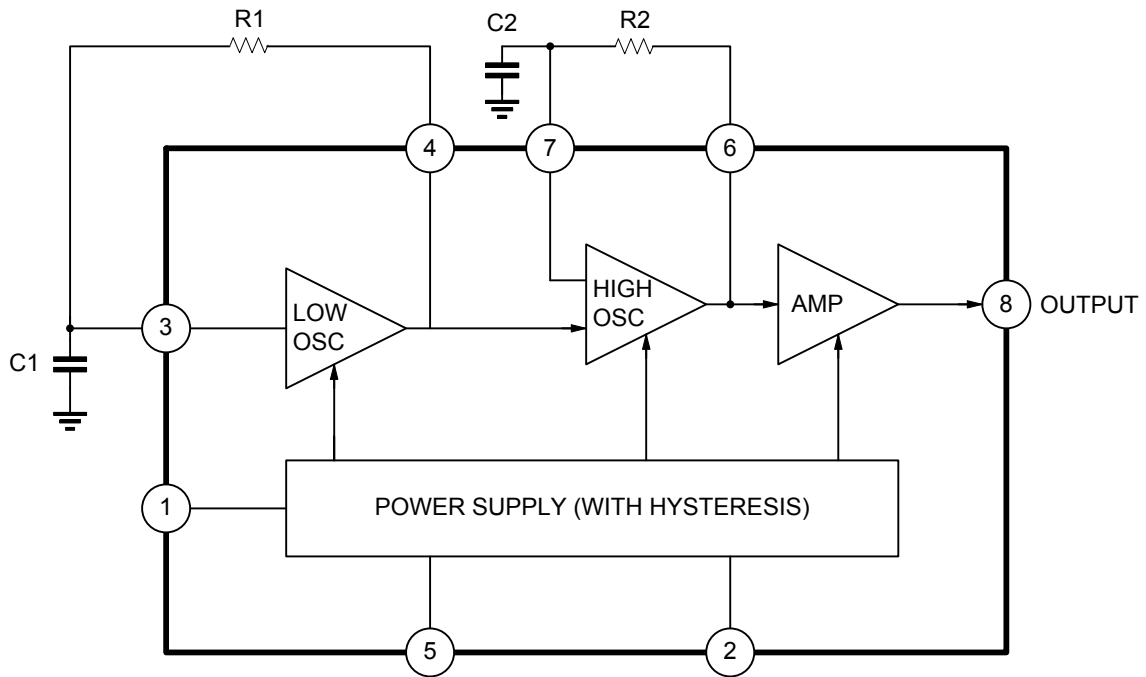 R1
C2
R2
4
7
6
LOW
OSC
HIGH
OSC
AMP
8
OUTPUT
3
C1
1
POWER SUPPLY (WITH HYSTERESIS)
5
2